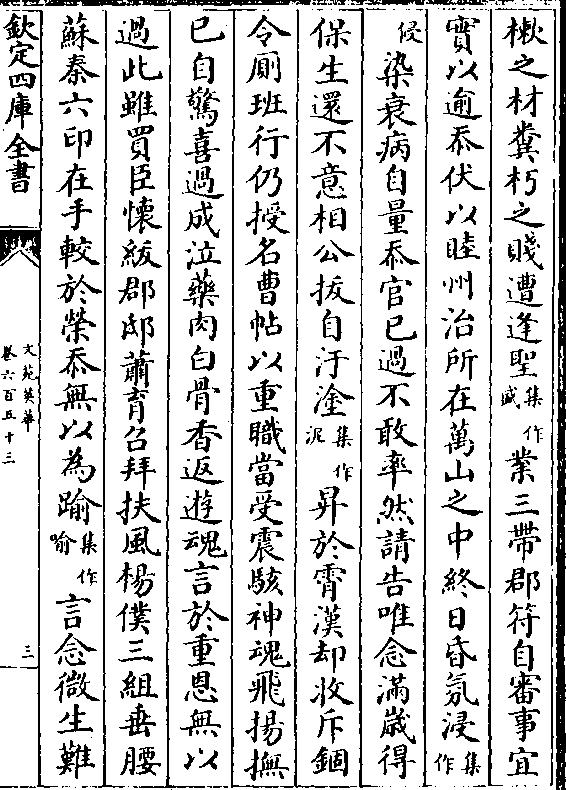 樕之材糞朽之賤遭逢聖集作盛業三帶郡符自審事宜
實以逾忝伏以睦州治所在萬山之中終日昏氛浸集作
侵染衰病自量忝官已過不敢率然請告唯念滿歳得
保生還不意相公拔自汙塗集作泥昇於霄漢却收斥錮
令廁班行仍授名曹帖以重職當受震駭神魂飛揚撫
已自驚喜過成泣藥肉白骨香返遊魂言於重恩無以
過此雖買臣懐紱郡邸蕭育召拜扶風楊僕三組垂腰
蘇秦六印在手較於榮忝無以為踰集作喻言念微生難
欽定四庫全書
文苑英華
卷六百五十三
三